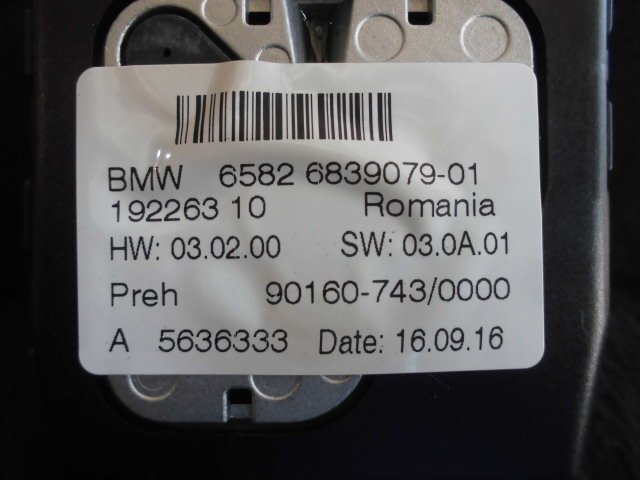 BMW 6582 6839079-01
192263 10 Romania
HW: 03.02.00 SW: 03.0A.01
Preh 90160-743/0000
A 5636333 Date: 16.09.16